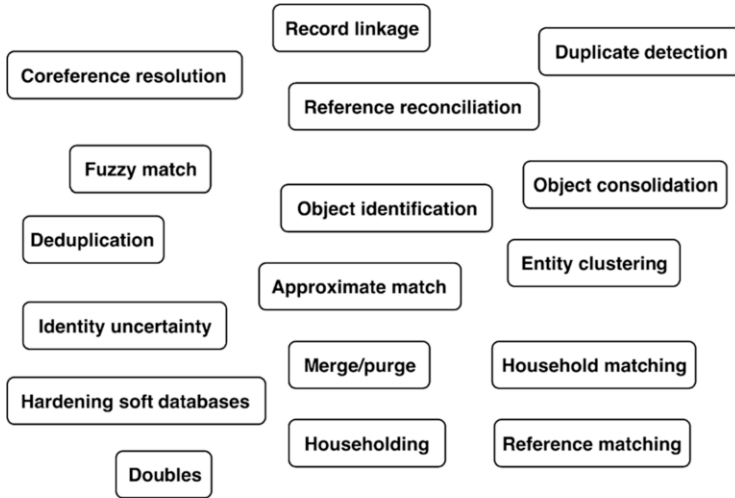 Record linkage
Duplicate detection
Coreference resolution
Reference reconciliation
Fuzzy match
Object consolidation
Object identification
Deduplication
Entity clustering
Approximate match
Identity uncertainty
Merge/purge
Household matching
Hardening soft databases
Householding
Reference matching
Doubles